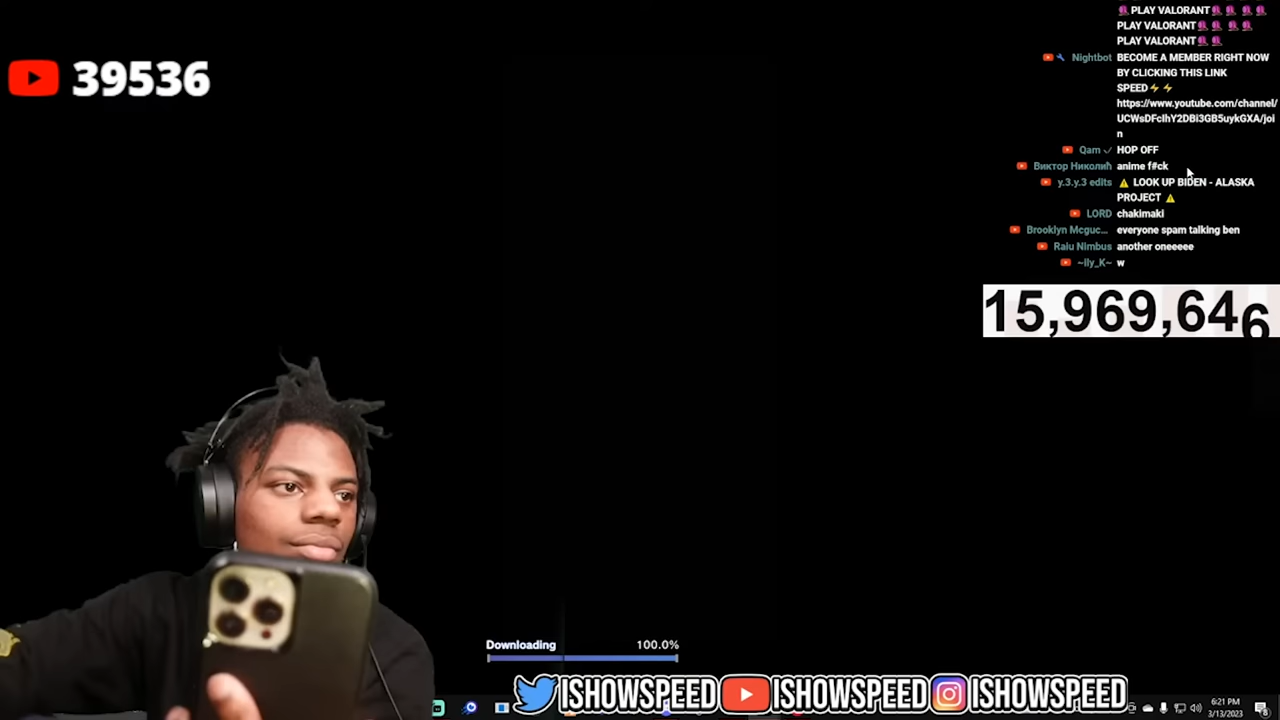 PLAY VALORANT
PLAY VALORANT
PLAY VALORANT
39536
Nightbot BECOME A MEMBER RIGHT NOW
BY CLICKING THIS LINK
SPEED⚡⚡
https://www.youtube.com/channel/
UCWsDFcIhY2DBi3GB5uykGXA/joi
n
Qam ✓ HOP OFF
Виктор Николић anime f#ck
y.3.y.3 edits ⚠ LOOK UP BIDEN - ALASKA
PROJECT ⚠
LORD chakimaki
Brooklyn Mcguc... everyone spam talking ben
Raiu Nimbus another oneeeee
~ily_K~ w
15,969,646
Downloading 100.0%
ISHOWSPEED ISHOWSPEED ISHOWSPEED
6:21 PM
3/13/2023